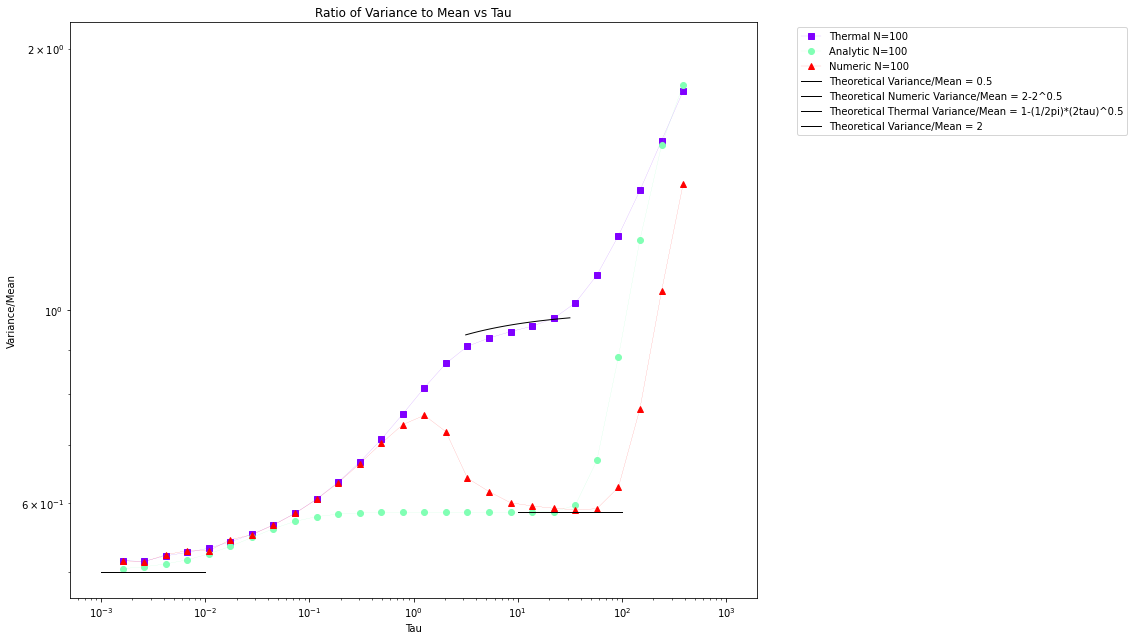 Ratio of Variance to Mean vs Tau
2 × 10⁰
10⁰
6 × 10⁻¹
Variance/Mean
10⁻³
10⁻²
10⁻¹
10⁰
10¹
10²
10³
Tau
Thermal N=100
Analytic N=100
Numeric N=100
Theoretical Variance/Mean = 0.5
Theoretical Numeric Variance/Mean = 2-2^0.5
Theoretical Thermal Variance/Mean = 1-(1/2pi)*(2tau)^0.5
Theoretical Variance/Mean = 2